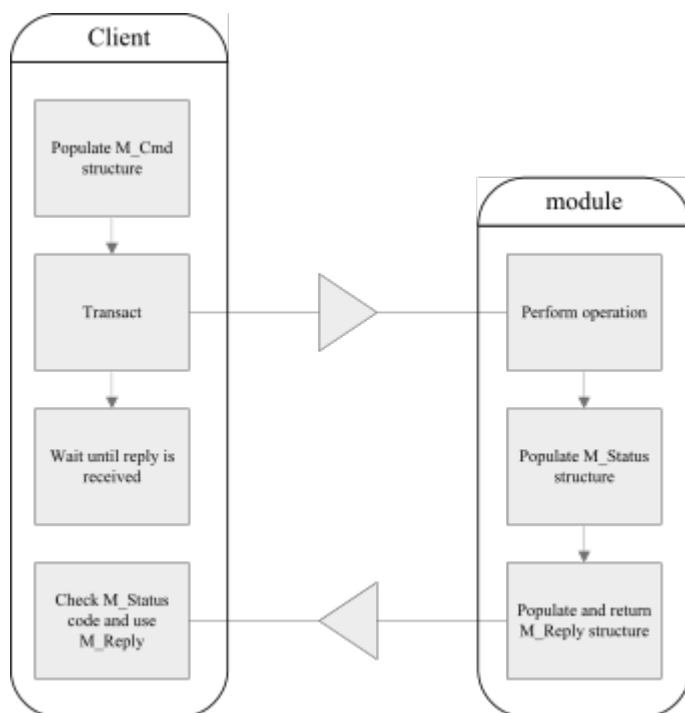 Client
Populate M_Cmd
structure
module
Transact
Perform operation
Wait until reply is
received
Populate M_Status
structure
Check M_Status
code and use
M_Reply
Populate and return
M_Reply structure